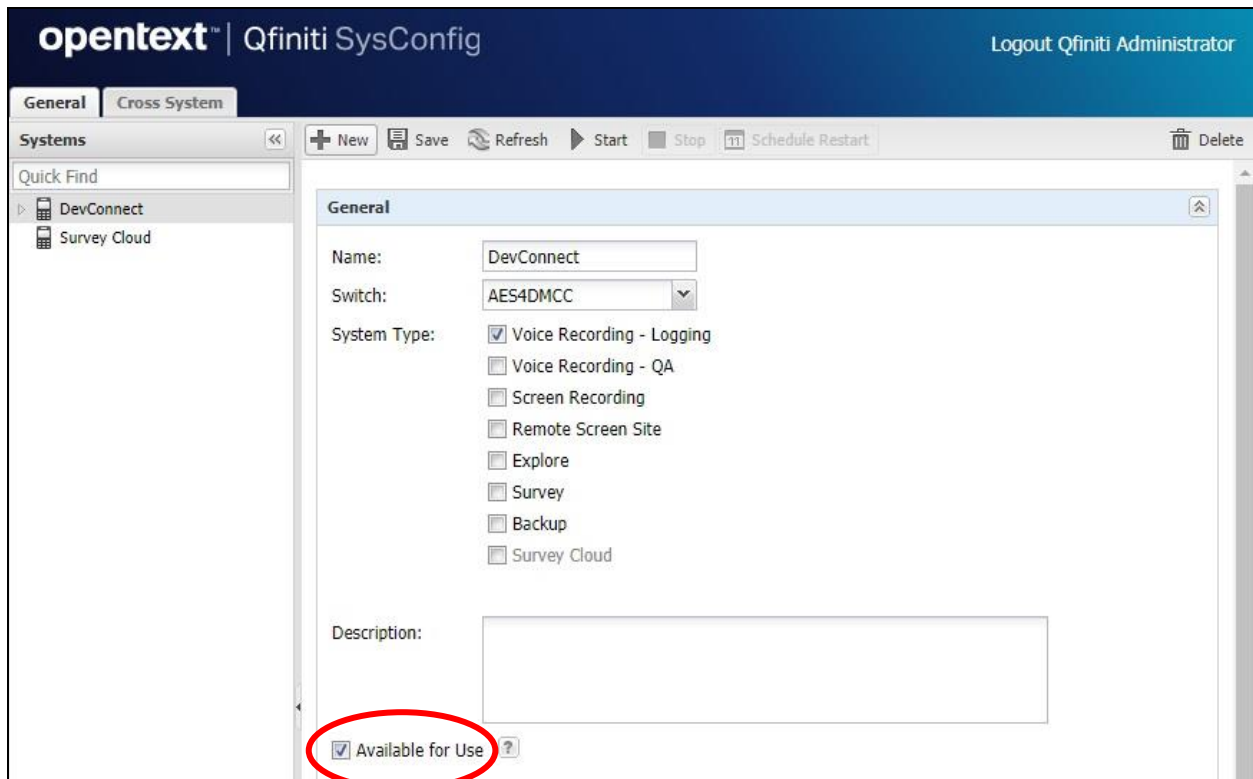 opentext™ | Qfiniti SysConfig
Logout Qfiniti Administrator
General Cross System
Systems
New Save Refresh Start Stop 11 Schedule Restart Delete
Quick Find
DevConnect
Survey Cloud
General
Name: DevConnect
Switch: AES4DMCC
System Type: Voice Recording - Logging
Voice Recording - QA
Screen Recording
Remote Screen Site
Explore
Survey
Backup
Survey Cloud
Description:
Available for Use ?